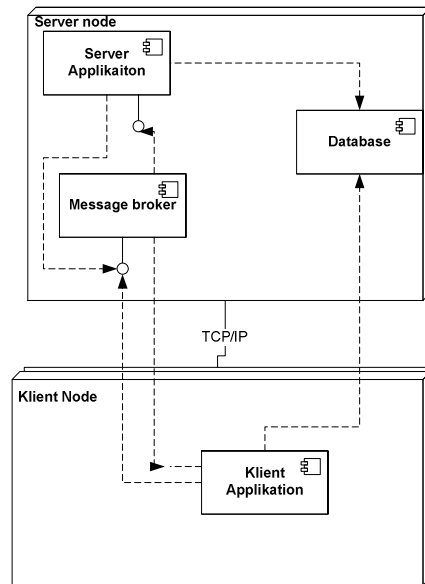 Server node
Server
Applikaiton
Database
Message broker
TCP/IP
Klient Node
Klient
Applikation